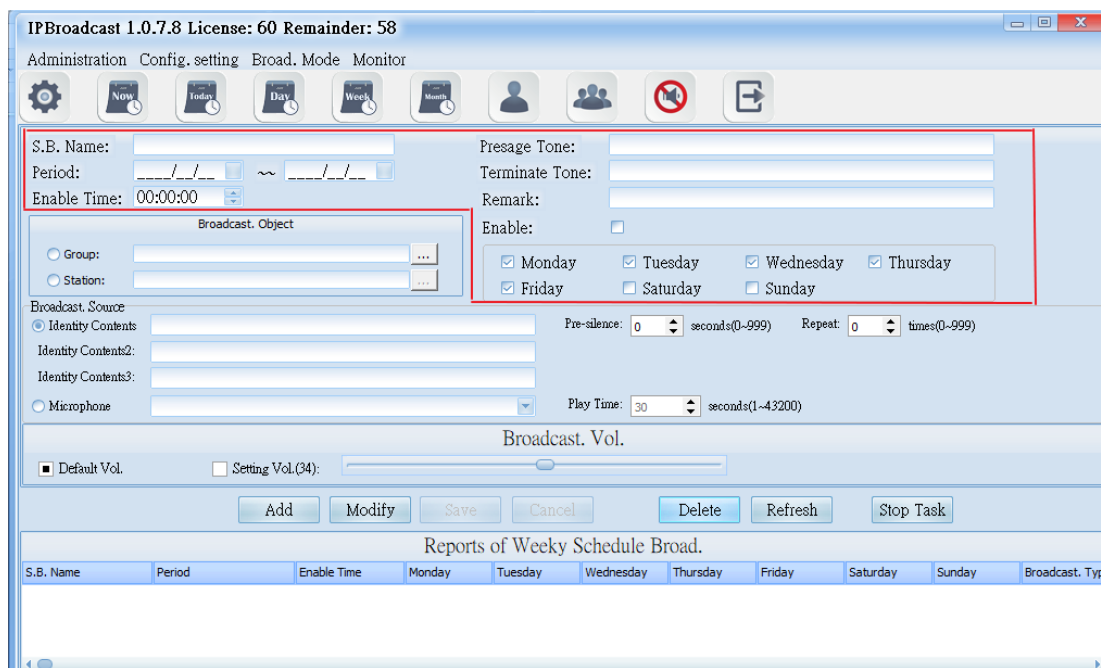 IPBroadcast 1.0.7.8 License: 60 Remainder: 58
Administration Config. setting Broad. Mode Monitor
Now Today Day Week Month
S.B. Name:
Presage Tone:
Period: ____/__/__ ~~ ____/__/__
Terminate Tone:
Enable Time: 00:00:00
Remark:
Broadcast. Object
Enable:
Group: ...
Station: ...
Monday Tuesday Wednesday Thursday
Friday Saturday Sunday
Broadcast. Source
Identity Contents
Pre-silence: 0 seconds(0~999) Repeat: 0 times(0~999)
Identity Contents2:
Identity Contents3:
Microphone
Play Time: 30 seconds(1~43200)
Broadcast. Vol.
Default Vol. Setting Vol.(34):
Add Modify Save Cancel Delete Refresh Stop Task
Reports of Weeky Schedule Broad.
S.B. Name Period Enable Time Monday Tuesday Wednesday Thursday Friday Saturday Sunday Broadcast. Typ